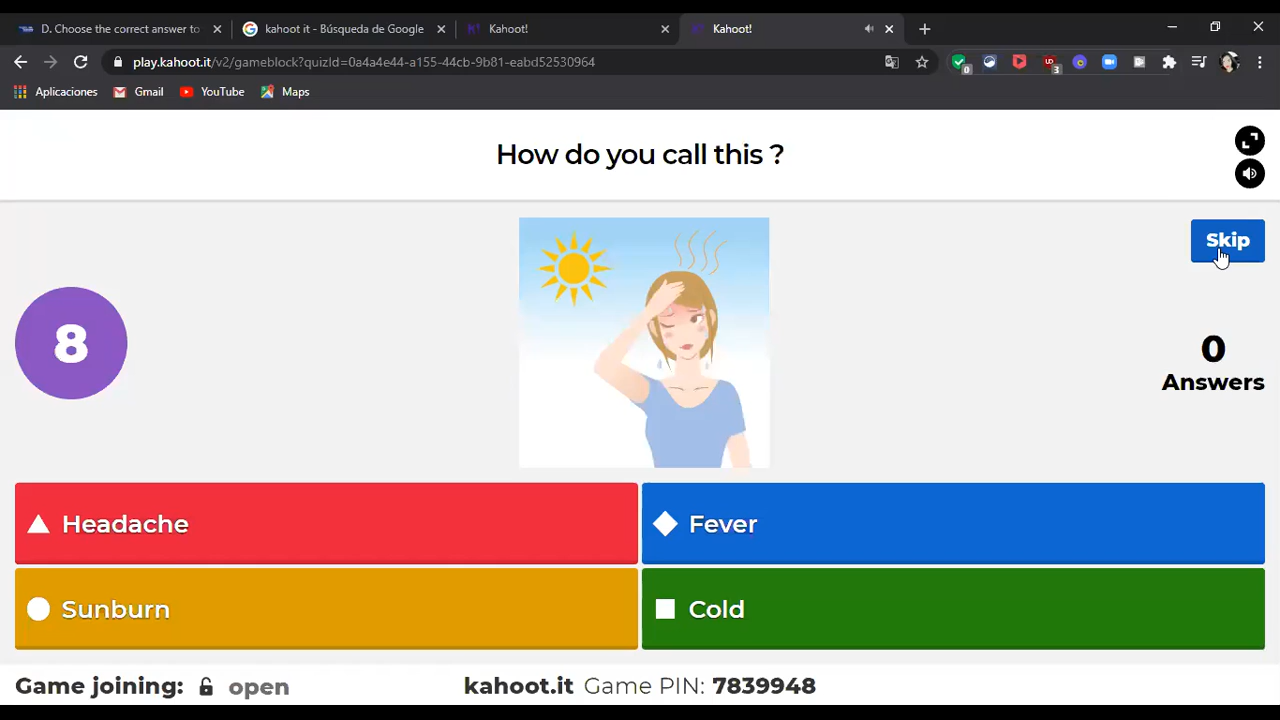 D. Choose the correct answer to
kahoot it - Búsqueda de Google
Kahoot!
Kahoot!
play.kahoot.it/v2/gameblock?quizId=0a4a4e44-a155-44cb-9b81-eabd52530964
Aplicaciones
Gmail
YouTube
Maps
How do you call this ?
Skip
8
0
Answers
Headache
Fever
Sunburn
Cold
Game joining: open
kahoot.it Game PIN: 7839948